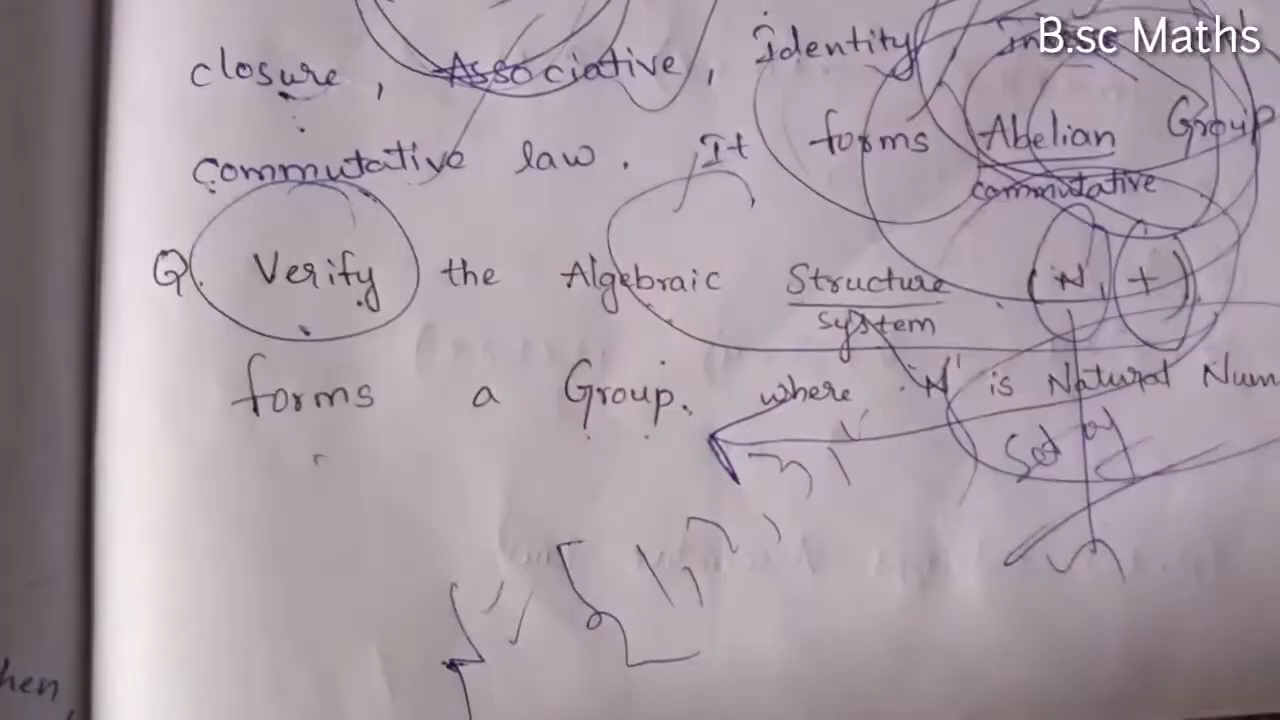 B.sc Maths
closure, Associative, Identity
commutative law. It forms Abelian Group
commutative
Q. Verify the Algebraic Structure (N, +)
system
forms a Group. where 'N' is Natural Num
Set of
hen,